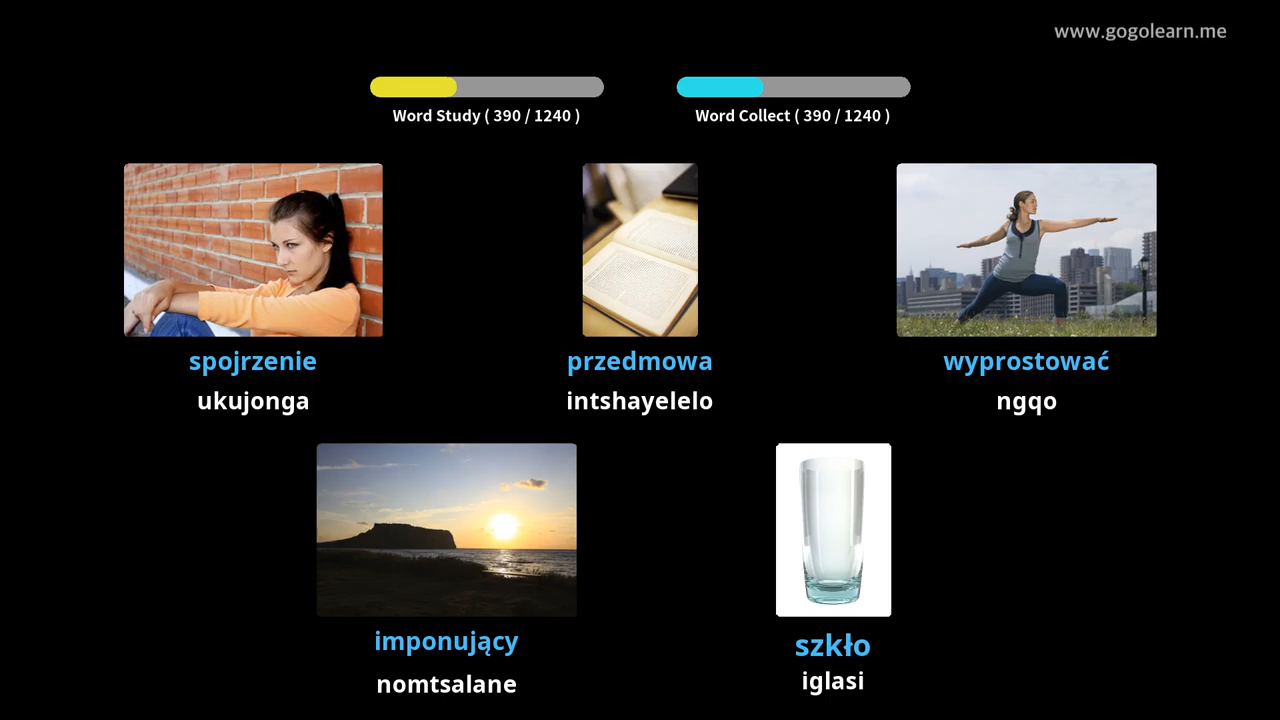 www.gogolearn.me
Word Study ( 390 / 1240 )
Word Collect ( 390 / 1240 )
spojrzenie
ukujonga
przedmowa
intshayelelo
wyprostować
ngqo
imponujący
nomtsalane
szkło
iglasi